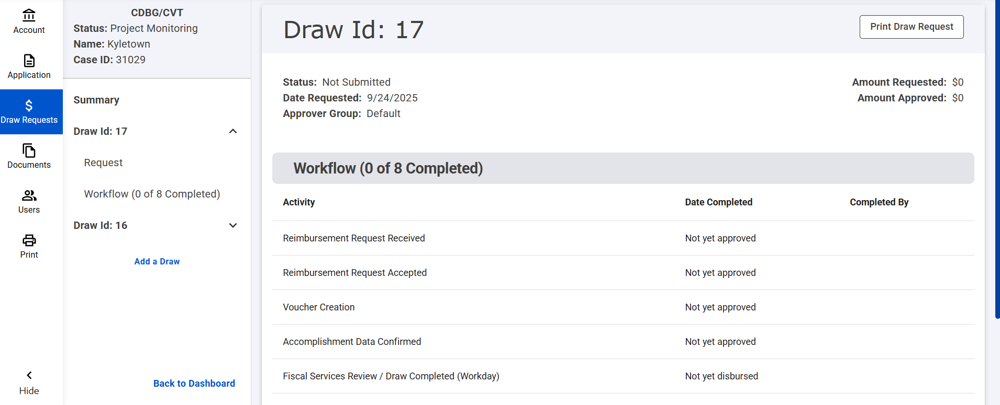 Account
Application
Draw Requests
Documents
Users
Print
Hide
CDBG/CVT
Status: Project Monitoring
Name: Kyletown
Case ID: 31029
Summary
Draw Id: 17
Request
Workflow (0 of 8 Completed)
Draw Id: 16
Add a Draw
Back to Dashboard
Draw Id: 17
Print Draw Request
Status: Not Submitted
Date Requested: 9/24/2025
Approver Group: Default
Amount Requested: $0
Amount Approved: $0
Workflow (0 of 8 Completed)
Activity Date Completed Completed By
Reimbursement Request Received Not yet approved
Reimbursement Request Accepted Not yet approved
Voucher Creation Not yet approved
Accomplishment Data Confirmed Not yet approved
Fiscal Services Review / Draw Completed (Workday) Not yet disbursed